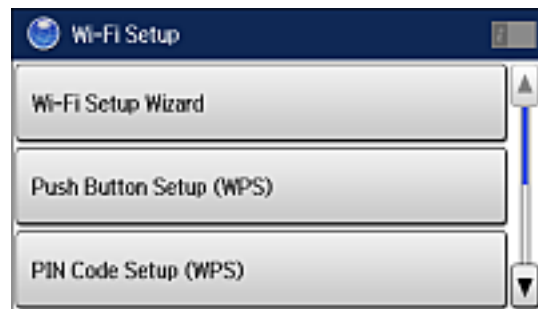 Wi-Fi Setup
Wi-Fi Setup Wizard
Push Button Setup (WPS)
PIN Code Setup (WPS)